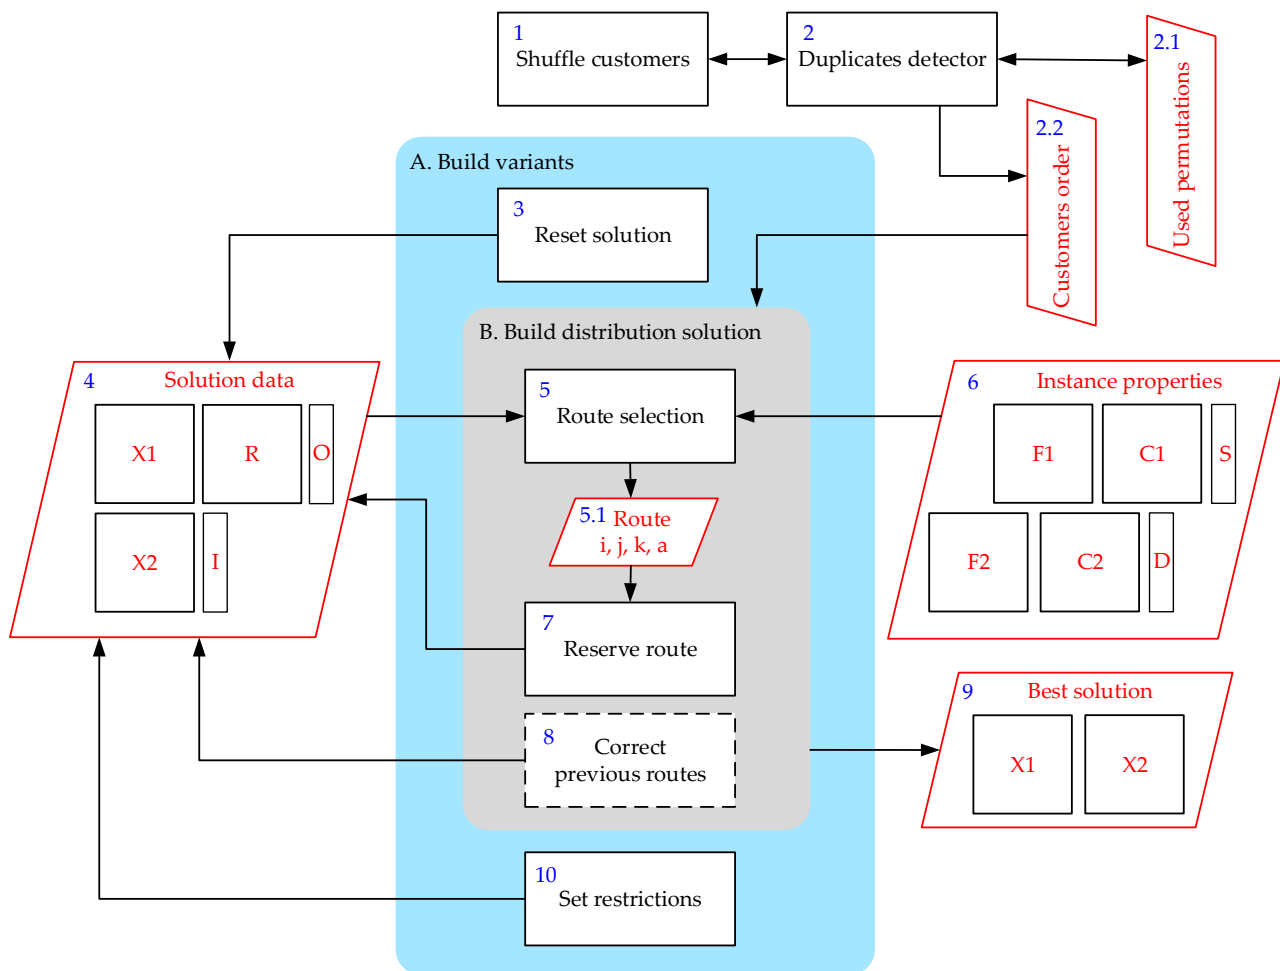 1
Shuffle customers
2
Duplicates detector
2.1
Used permutations
2.2
Customers order
A. Build variants
3
Reset solution
B. Build distribution solution
4
Solution data
X1
R
O
X2
I
5
Route selection
5.1
Route
i, j, k, a
6
Instance properties
F1
C1
S
F2
C2
D
7
Reserve route
8
Correct
previous routes
9
Best solution
X1
X2
10
Set restrictions